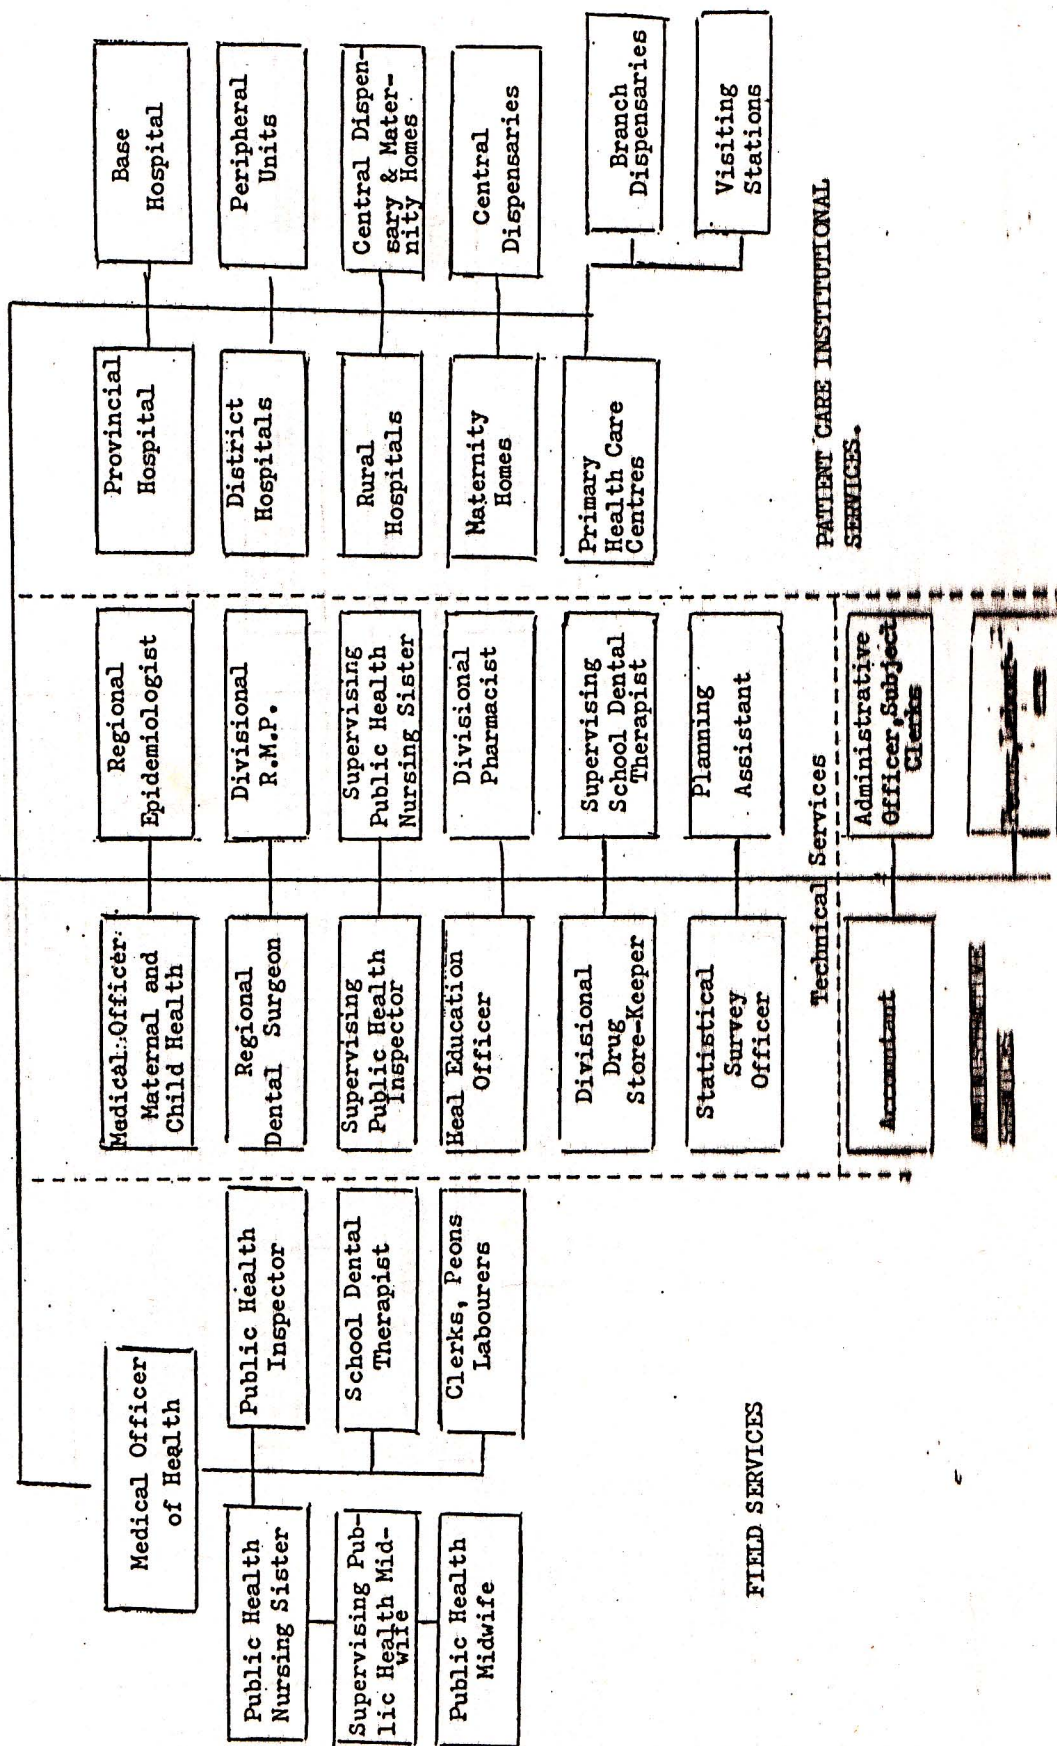 Medical Officer
of Health
Public Health
Nursing Sister
Public Health
Inspector
Supervising Pub-
lic Health Mid-
wife
School Dental
Therapist
Public Health
Midwife
Clerks, Peons
Labourers
FIELD SERVICES
Medical Officer
Maternal and
Child Health
Regional
Epidemiologist
Regional
Dental Surgeon
Divisional
R.M.P.
Supervising
Public Health
Inspector
Supervising
Public Health
Nursing Sister
Heal Education
Officer
Divisional
Pharmacist
Divisional
Drug
Store-Keeper
Supervising
School Dental
Therapist
Statistical
Survey
Officer
Planning
Assistant
Technical Services
Accountant
Administrative
Officer,Subject
Clerks
Provincial
Hospital
Base
Hospital
District
Hospitals
Peripheral
Units
Rural
Hospitals
Central Dispen-
sary & Mater-
nity Homes
Maternity
Homes
Central
Dispensaries
Primary
Health Care
Centres
Branch
Dispensaries
Visiting
Stations
PATIENT CARE INSTITUTIONAL
SERVICES.